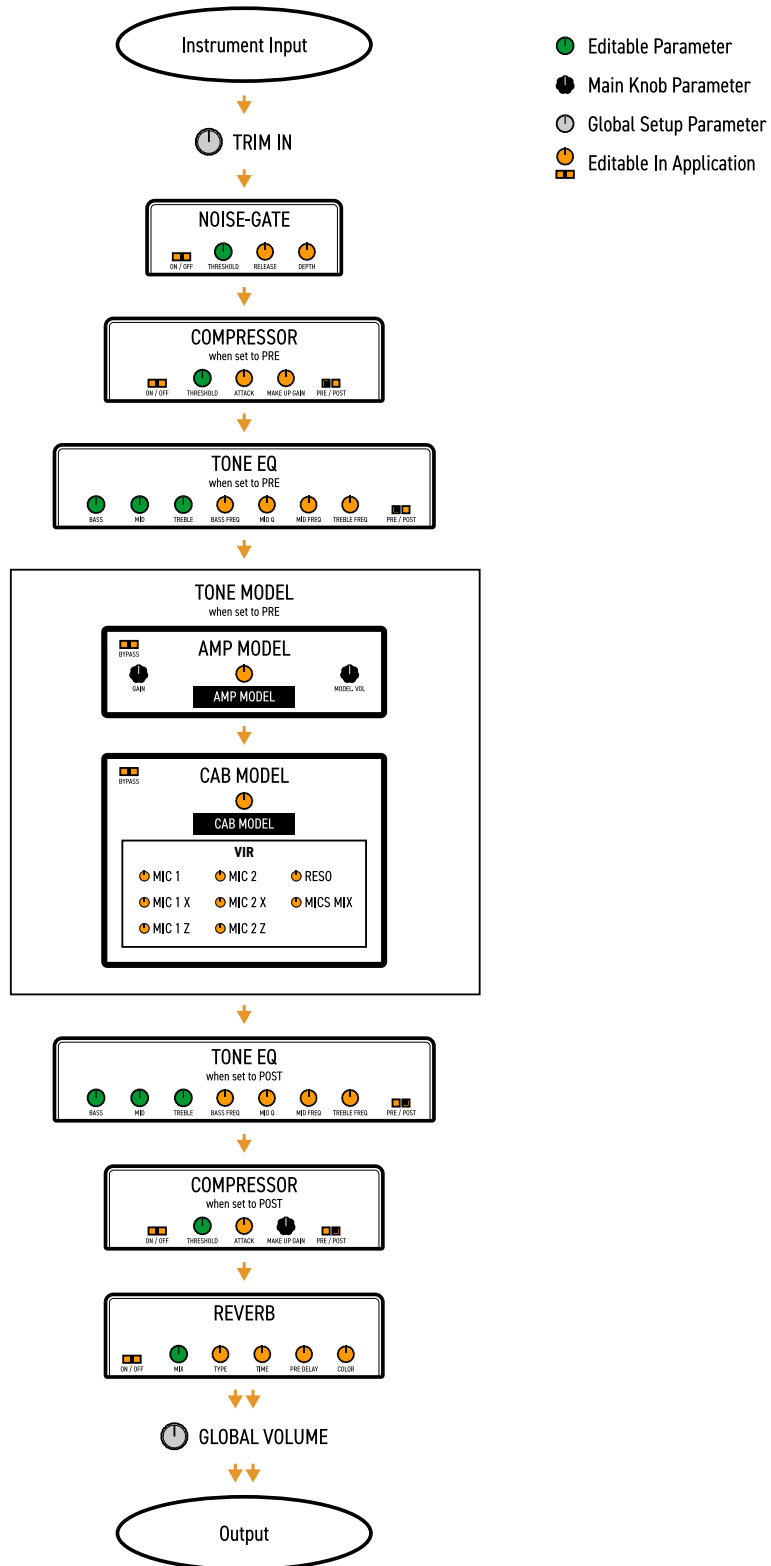 Instrument Input
Editable Parameter
Main Knob Parameter
Global Setup Parameter
Editable In Application
TRIM IN
NOISE-GATE
ON / OFF THRESHOLD RELEASE DEPTH
COMPRESSOR
when set to PRE
ON / OFF THRESHOLD ATTACK MAKE UP GAIN PRE / POST
TONE EQ
when set to PRE
BASS MID TREBLE BASS FREQ MID Q MID FREQ TREBLE FREQ PRE / POST
TONE MODEL
when set to PRE
AMP MODEL
BYPASS
GAIN MODEL. VOL
AMP MODEL
CAB MODEL
BYPASS
CAB MODEL
VIR
MIC 1 MIC 2 RESO
MIC 1 X MIC 2 X MICS MIX
MIC 1 Z MIC 2 Z
TONE EQ
when set to POST
BASS MID TREBLE BASS FREQ MID Q MID FREQ TREBLE FREQ PRE / POST
COMPRESSOR
when set to POST
ON / OFF THRESHOLD ATTACK MAKE UP GAIN PRE / POST
REVERB
ON / OFF MIX TYPE TIME PRE DELAY COLOR
GLOBAL VOLUME
Output